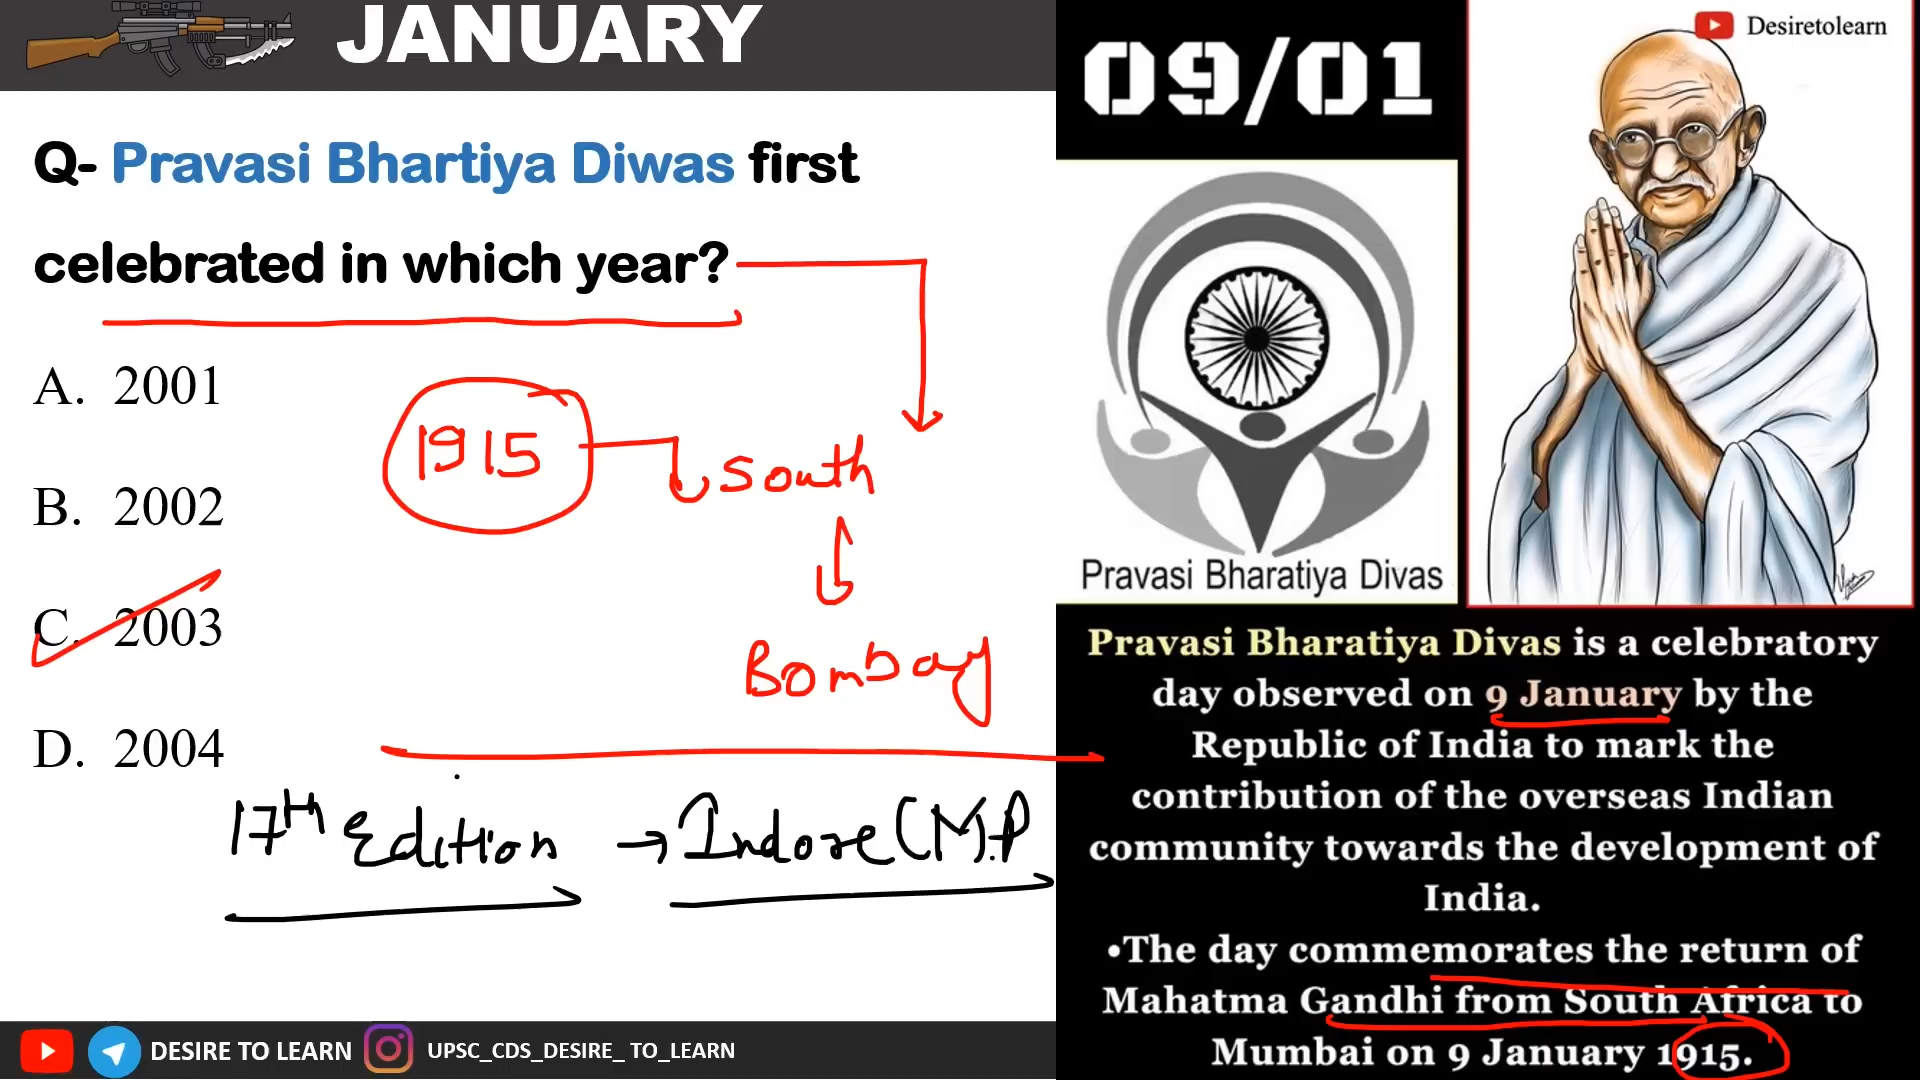 JANUARY
Q- Pravasi Bhartiya Diwas first
celebrated in which year?
A. 2001
B. 2002
C. 2003
D. 2004
1915
South
Bombay
17TH Edition → Indore (M.P
DESIRE TO LEARN
UPSC_CDS_DESIRE_ TO_LEARN
09/01
Desiretolearn
Pravasi Bharatiya Divas
Pravasi Bharatiya Divas is a celebratory
day observed on 9 January by the
Republic of India to mark the
contribution of the overseas Indian
community towards the development of
India.
•The day commemorates the return of
Mahatma Gandhi from South Africa to
Mumbai on 9 January 1915.